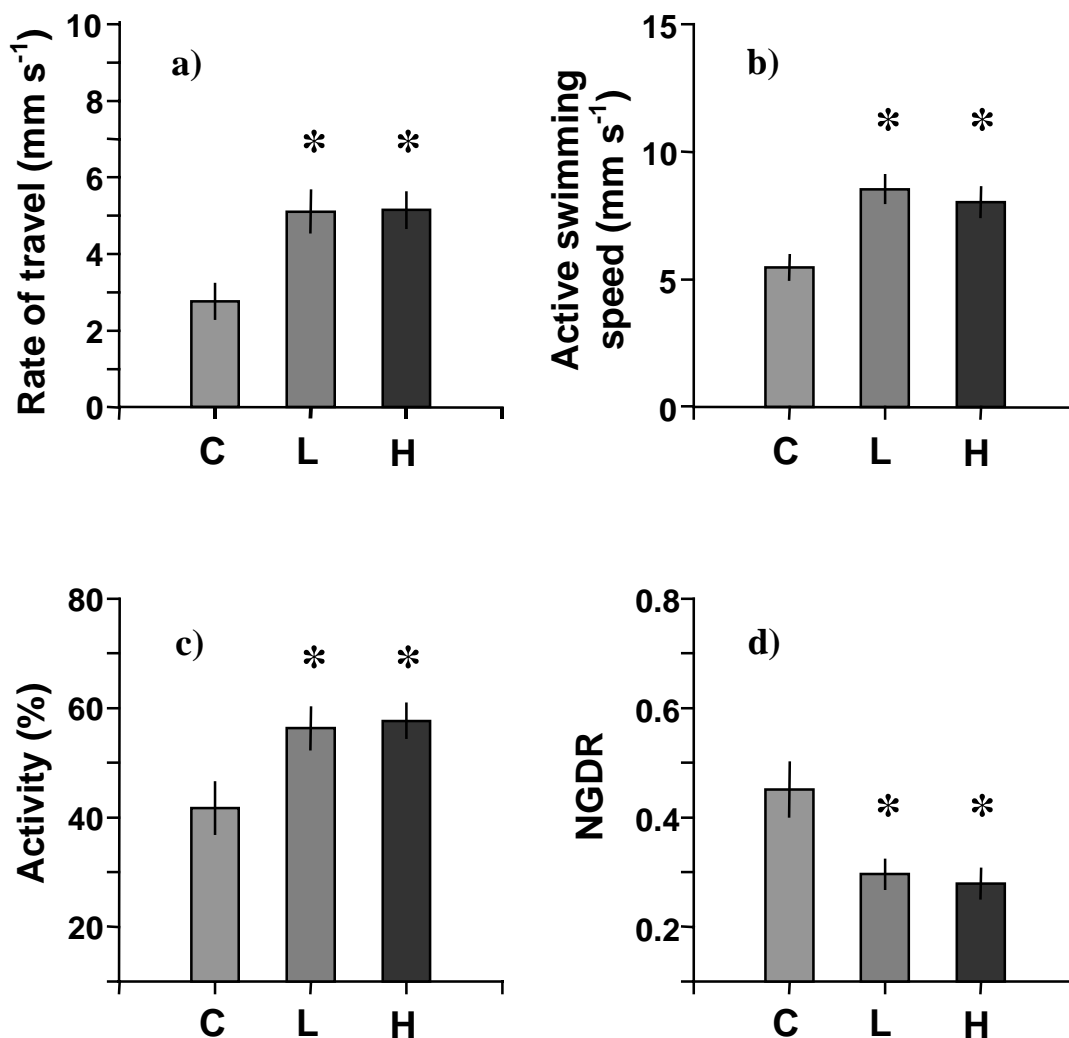 a)
Rate of travel (mm s-1)
10
8
6
4
2
0
* *
C L H
b)
Active swimming
speed (mm s-1)
15
10
5
0
* *
C L H
c)
Activity (%)
80
60
40
20
* *
C L H
d)
NGDR
0.8
0.6
0.4
0.2
* *
C L H